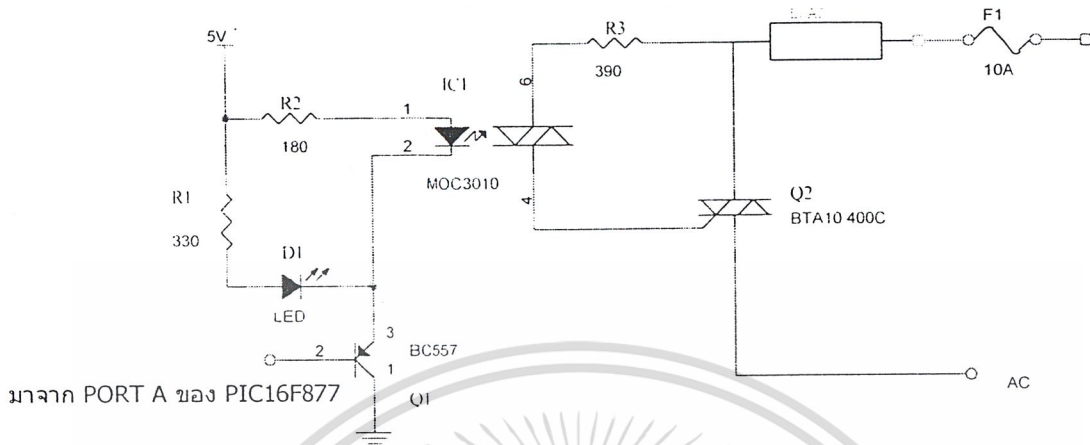 F1
10A
R3
390
5V
IC1
6
R2
180
1
2
MOC3010
4
Q2
BTA10 400C
R1
330
D1
LED
3
2
BC557
1
Q1
AC
มาจาก PORT A ของ PIC16F877